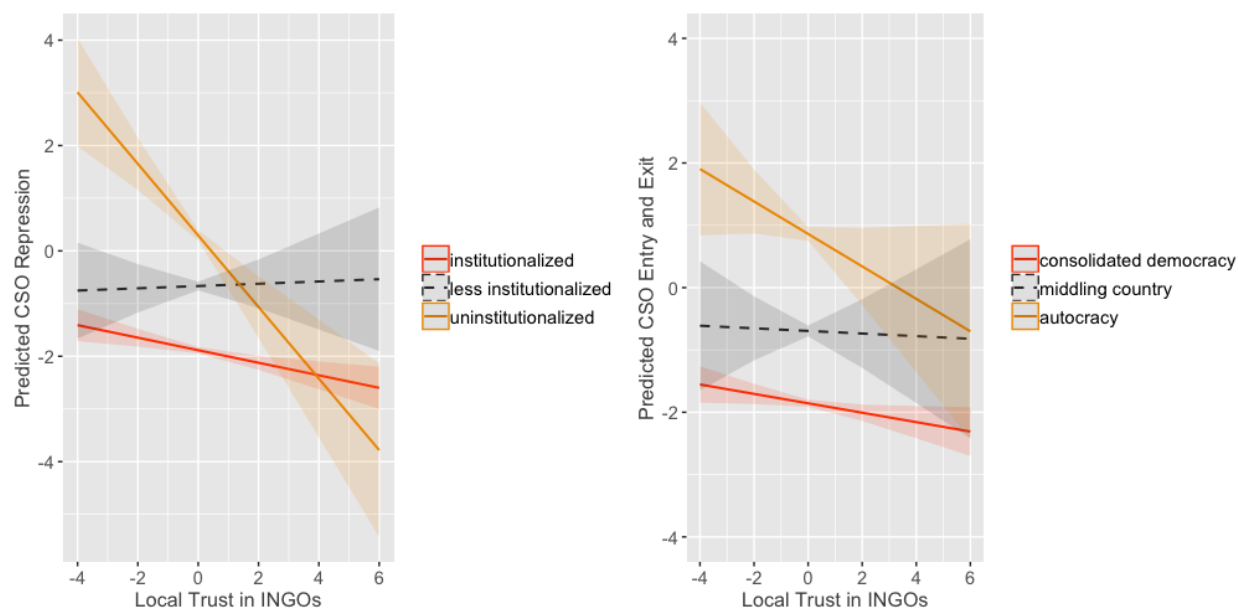 4
2
0
-2
-4
Predicted CSO Repression
-4
-2
0
2
4
6
Local Trust in INGOs
institutionalized
less institutionalized
uninstitutionalized
4
2
0
-2
-4
Predicted CSO Entry and Exit
-4
-2
0
2
4
6
Local Trust in INGOs
consolidated democracy
middling country
autocracy